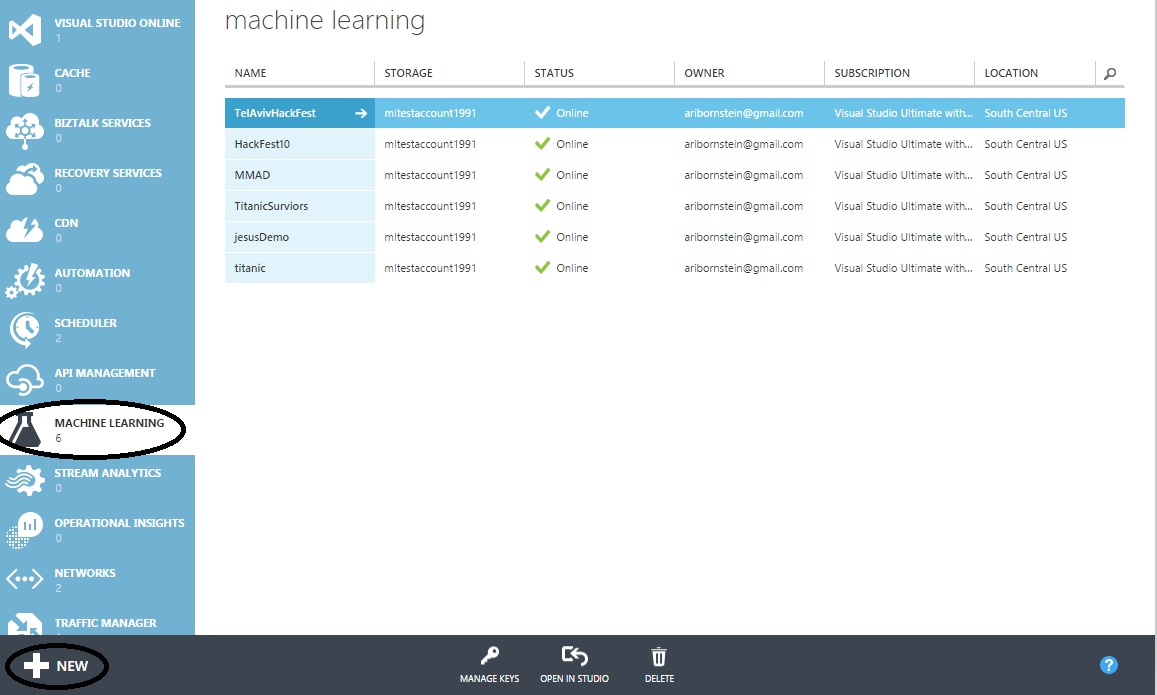 VISUAL STUDIO ONLINE
1
CACHE
0
BIZTALK SERVICES
0
RECOVERY SERVICES
0
CDN
0
AUTOMATION
0
SCHEDULER
2
API MANAGEMENT
0
MACHINE LEARNING
6
STREAM ANALYTICS
0
OPERATIONAL INSIGHTS
0
NETWORKS
2
TRAFFIC MANAGER
machine learning
NAME STORAGE STATUS OWNER SUBSCRIPTION LOCATION
TelAvivHackFest mltestaccount1991 Online aribornstein@gmail.com Visual Studio Ultimate with... South Central US
HackFest10 mltestaccount1991 Online aribornstein@gmail.com Visual Studio Ultimate with... South Central US
MMAD mltestaccount1991 Online aribornstein@gmail.com Visual Studio Ultimate with... South Central US
TitanicSurviors mltestaccount1991 Online aribornstein@gmail.com Visual Studio Ultimate with... South Central US
jesusDemo mltestaccount1991 Online aribornstein@gmail.com Visual Studio Ultimate with... South Central US
titanic mltestaccount1991 Online aribornstein@gmail.com Visual Studio Ultimate with... South Central US
NEW
MANAGE KEYS OPEN IN STUDIO DELETE
?